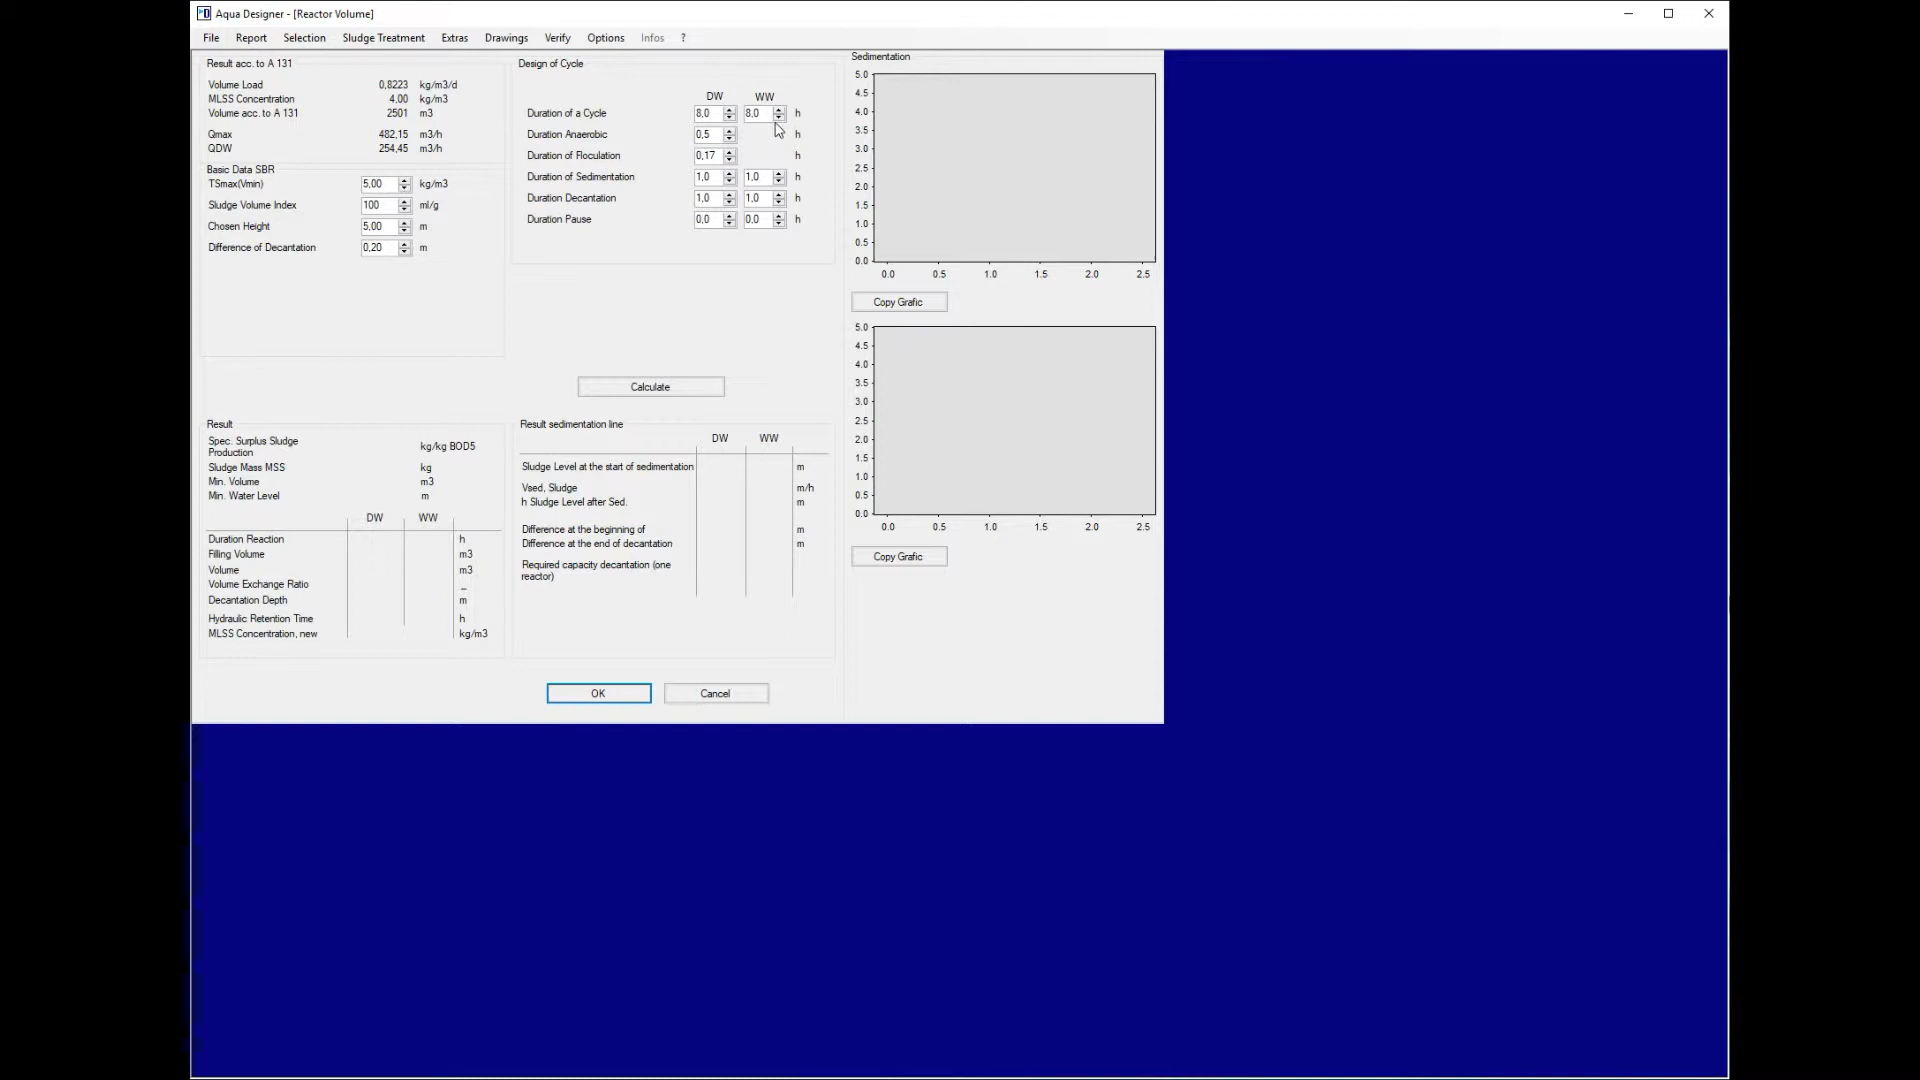 Aqua Designer - [Reactor Volume]
File Report Selection Sludge Treatment Extras Drawings Verify Options Infos ?
Result acc. to A 131
Volume Load 0,8223 kg/m3/d
MLSS Concentration 4,00 kg/m3
Volume acc. to A 131 2501 m3
Qmax 482,15 m3/h
QDW 254,45 m3/h
Basic Data SBR
TSmax(Vmin) 5,00 kg/m3
Sludge Volume Index 100 ml/g
Chosen Height 5,00 m
Difference of Decantation 0,20 m
Design of Cycle
DW WW
Duration of a Cycle 8,0 8,0 h
Duration Anaerobic 0,5 h
Duration of Floculation 0,17 h
Duration of Sedimentation 1,0 1,0 h
Duration Decantation 1,0 1,0 h
Duration Pause 0,0 0,0 h
Calculate
Result
Spec. Surplus Sludge
Production kg/kg BOD5
Sludge Mass MSS kg
Min. Volume m3
Min. Water Level m
DW WW
Duration Reaction h
Filling Volume m3
Volume m3
Volume Exchange Ratio _
Decantation Depth m
Hydraulic Retention Time h
MLSS Concentration, new kg/m3
Result sedimentation line
DW WW
Sludge Level at the start of sedimentation m
Vsed, Sludge m/h
h Sludge Level after Sed. m
Difference at the beginning of m
Difference at the end of decantation m
Required capacity decantation (one
reactor)
OK Cancel
Sedimentation
5.0
4.5
4.0
3.5
3.0
2.5
2.0
1.5
1.0
0.5
0.0
0.0 0.5 1.0 1.5 2.0 2.5
Copy Grafic
5.0
4.5
4.0
3.5
3.0
2.5
2.0
1.5
1.0
0.5
0.0
0.0 0.5 1.0 1.5 2.0 2.5
Copy Grafic